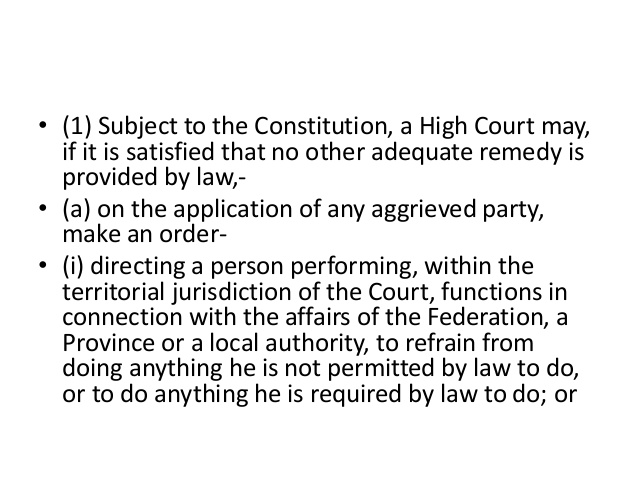 • (1) Subject to the Constitution, a High Court may,
if it is satisfied that no other adequate remedy is
provided by law,-
• (a) on the application of any aggrieved party,
make an order-
• (i) directing a person performing, within the
territorial jurisdiction of the Court, functions in
connection with the affairs of the Federation, a
Province or a local authority, to refrain from
doing anything he is not permitted by law to do,
or to do anything he is required by law to do; or